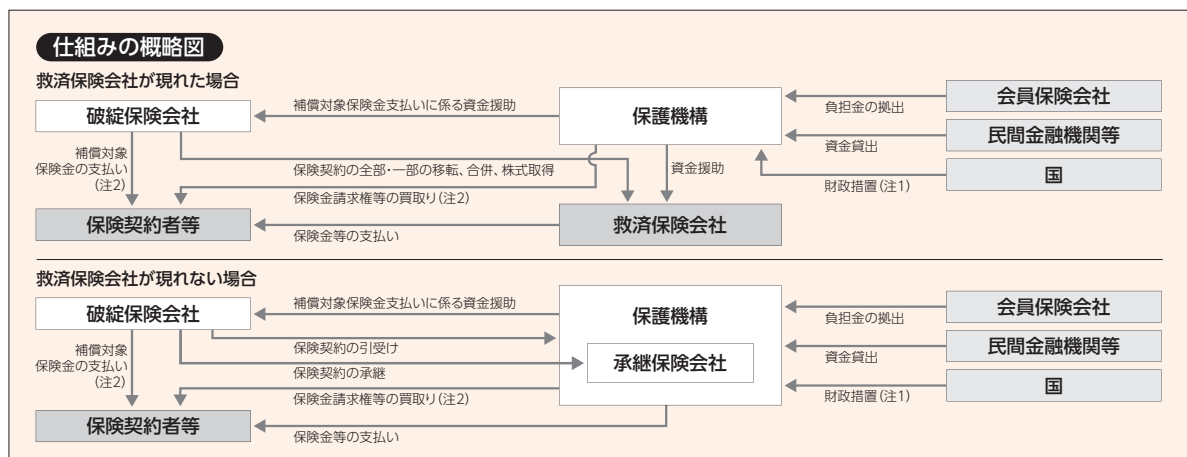 仕組みの概略図
救済保険会社が現れた場合
破綻保険会社
補償対象保険金支払いに係る資金援助
保護機構
負担金の拠出
会員保険会社
資金貸出
民間金融機関等
財政措置(注1)
国
補償対象
保険金の支払い
(注2)
保険契約の全部・一部の移転、合併、株式取得
資金援助
保険金請求権等の買取り(注2)
保険契約者等
保険金等の支払い
救済保険会社
救済保険会社が現れない場合
破綻保険会社
補償対象保険金支払いに係る資金援助
保護機構
負担金の拠出
会員保険会社
資金貸出
民間金融機関等
財政措置(注1)
国
補償対象
保険金の支払い
(注2)
保険契約の引受け
承継保険会社
保険契約の承継
保険金請求権等の買取り(注2)
保険契約者等
保険金等の支払い